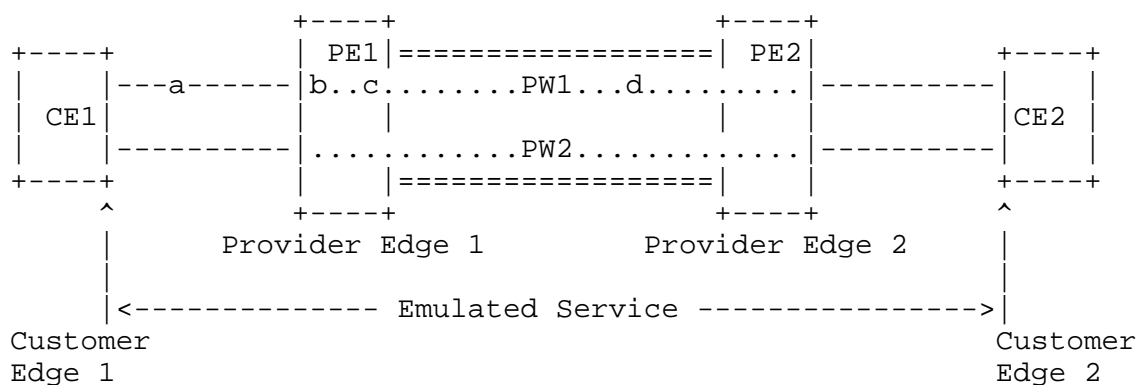 +----+                  +----+
+----+           | PE1|==================| PE2|          +----+
|    |---a------|b..c........PW1...d.........|----------|    |
| CE1|           |    |                  |    |          |CE2 |
|    |----------|............PW2.............|----------|    |
+----+           |    |==================|    |          +----+
     ^           +----+                  +----+          ^
     |       Provider Edge 1         Provider Edge 2     |
     |                                                   |
     |<-------------- Emulated Service ---------------->|
Customer                                                Customer
Edge 1                                                  Edge 2